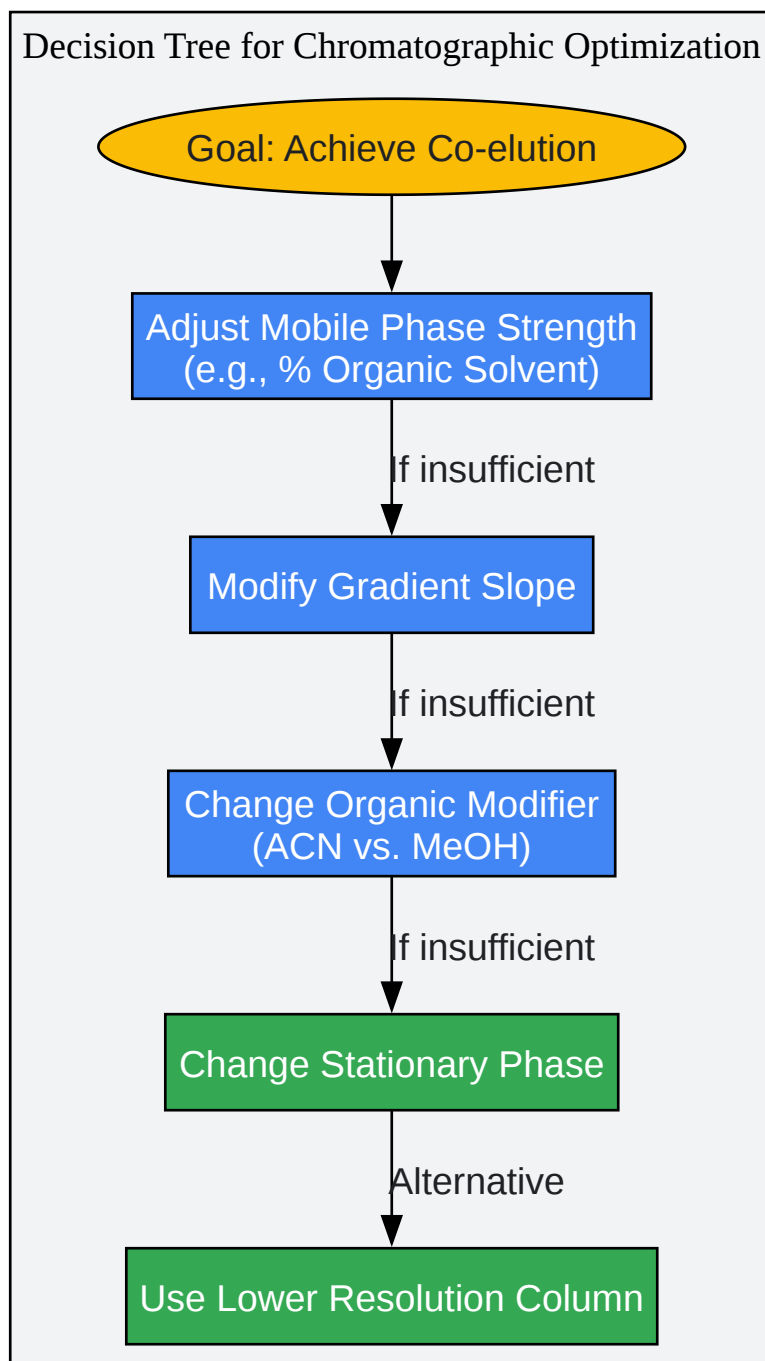 Decision Tree for Chromatographic Optimization
Goal: Achieve Co-elution
Adjust Mobile Phase Strength
(e.g., % Organic Solvent)
If insufficient
Modify Gradient Slope
If insufficient
Change Organic Modifier
(ACN vs. MeOH)
If insufficient
Change Stationary Phase
Alternative
Use Lower Resolution Column